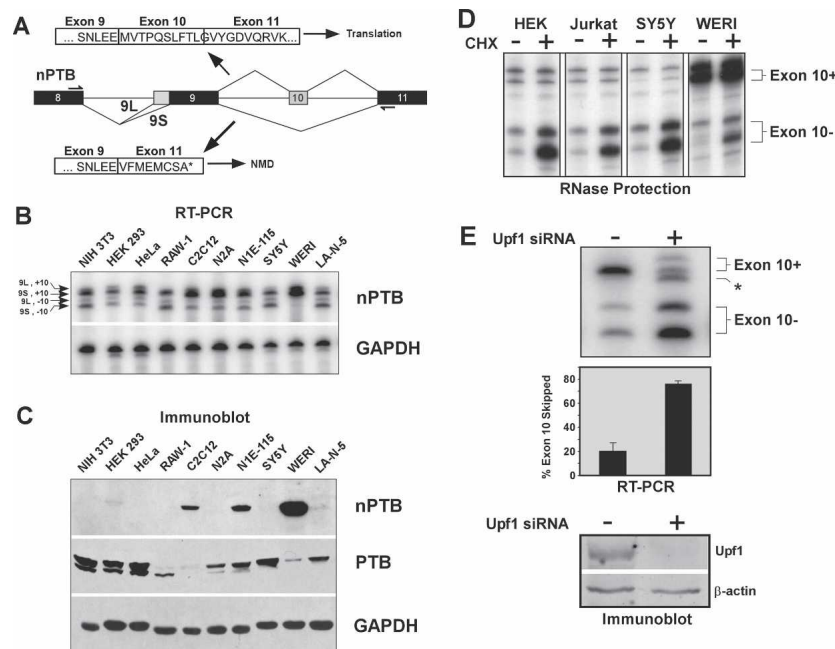 A
Exon 9 Exon 10 Exon 11
... SNLEE MVTPQSLFTLG VYGDVQRVK...
Translation
nPTB
8
9L
9S
9
10
11
Exon 9 Exon 11
... SNLEE VFMEMCSA*
NMD
B
RT-PCR
NIH 3T3 HEK 293 HeLa RAW-1 C2C12 N2A N1E-115 SY5Y WERI LA-N-5
9L , +10
9S , +10
9L , -10
9S , -10
nPTB
GAPDH
C
Immunoblot
NIH 3T3 HEK 293 HeLa RAW-1 C2C12 N2A N1E-115 SY5Y WERI LA-N-5
nPTB
PTB
GAPDH
D
HEK Jurkat SY5Y WERI
CHX - + - + - + - +
Exon 10+
Exon 10-
RNase Protection
E
Upf1 siRNA - +
Exon 10+
*
Exon 10-
% Exon 10 Skipped
80
60
40
20
0
RT-PCR
Upf1 siRNA - +
Upf1
β-actin
Immunoblot